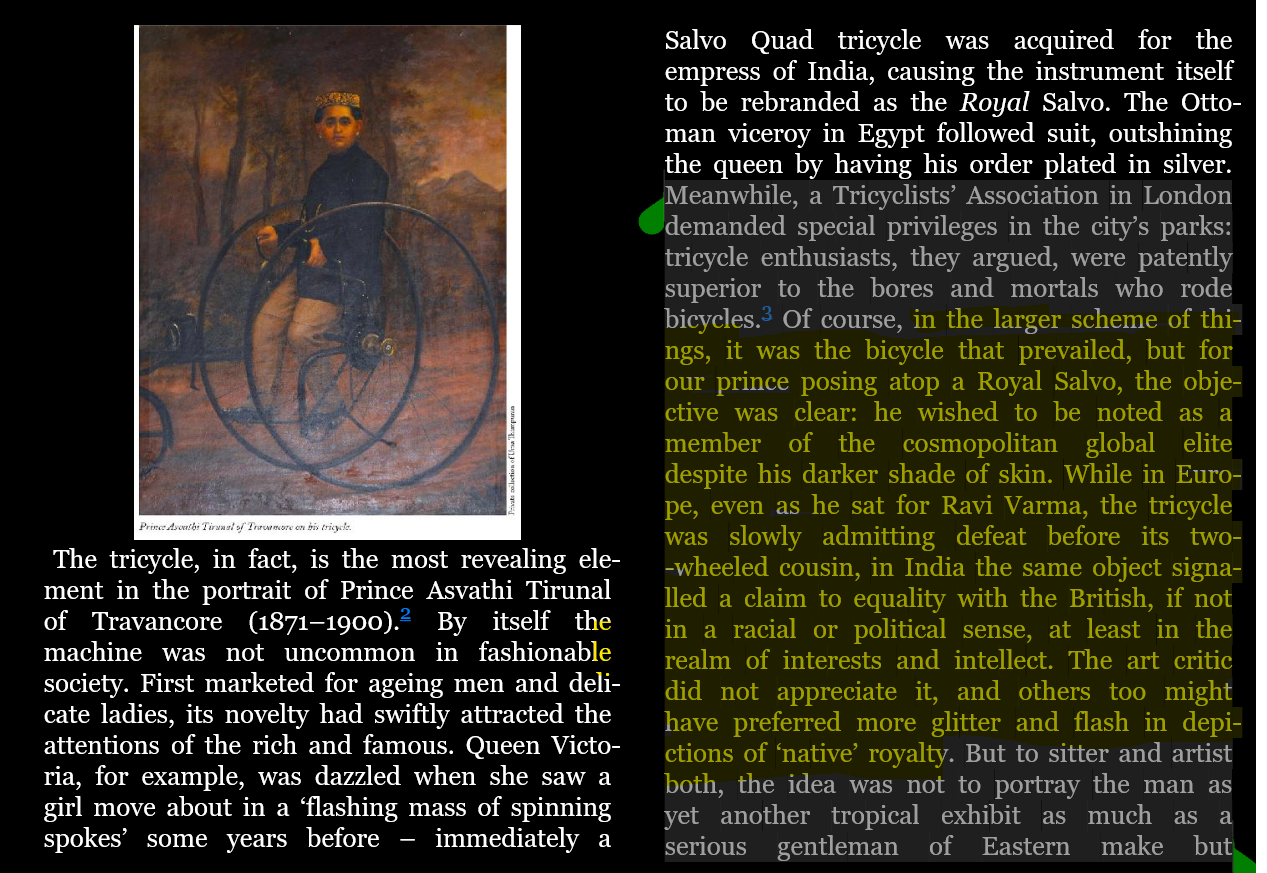 Private collection of Uma Thampuran
Prince Asvathi Tirunal of Travancore on his tricycle.
The tricycle, in fact, is the most revealing ele-
ment in the portrait of Prince Asvathi Tirunal
of Travancore (1871–1900).2 By itself the
machine was not uncommon in fashionable
society. First marketed for ageing men and deli-
cate ladies, its novelty had swiftly attracted the
attentions of the rich and famous. Queen Victo-
ria, for example, was dazzled when she saw a
girl move about in a ‘flashing mass of spinning
spokes’ some years before – immediately a
Salvo Quad tricycle was acquired for the
empress of India, causing the instrument itself
to be rebranded as the Royal Salvo. The Otto-
man viceroy in Egypt followed suit, outshining
the queen by having his order plated in silver.
Meanwhile, a Tricyclists’ Association in London
demanded special privileges in the city’s parks:
tricycle enthusiasts, they argued, were patently
superior to the bores and mortals who rode
bicycles.3 Of course, in the larger scheme of thi-
ngs, it was the bicycle that prevailed, but for
our prince posing atop a Royal Salvo, the obje-
ctive was clear: he wished to be noted as a
member of the cosmopolitan global elite
despite his darker shade of skin. While in Euro-
pe, even as he sat for Ravi Varma, the tricycle
was slowly admitting defeat before its two-
-wheeled cousin, in India the same object signa-
lled a claim to equality with the British, if not
in a racial or political sense, at least in the
realm of interests and intellect. The art critic
did not appreciate it, and others too might
have preferred more glitter and flash in depi-
ctions of ‘native’ royalty. But to sitter and artist
both, the idea was not to portray the man as
yet another tropical exhibit as much as a
serious gentleman of Eastern make but